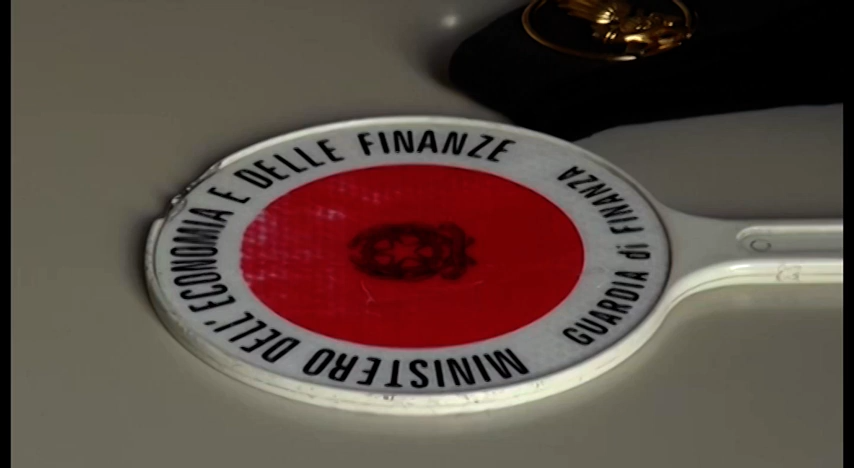 MINISTERO DELL'ECONOMIA E DELLE FINANZE
GUARDIA di FINANZA